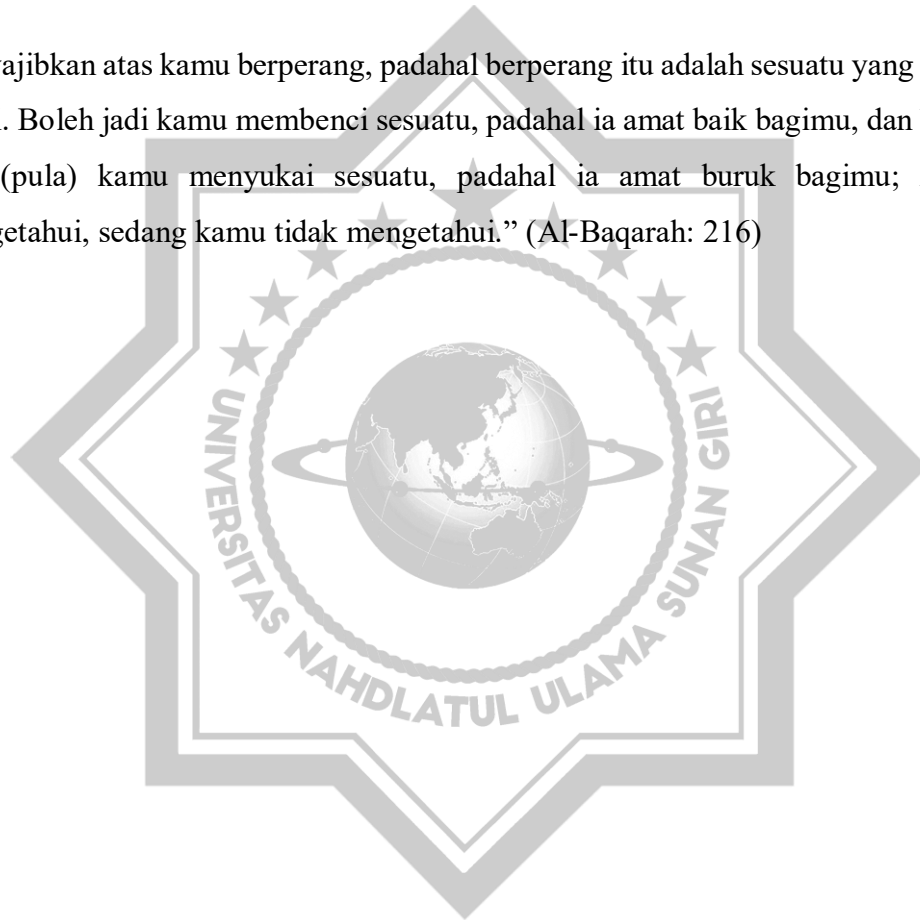 ajibkan atas kamu berperang, padahal berperang itu adalah sesuatu yang
. Boleh jadi kamu membenci sesuatu, padahal ia amat baik bagimu, dan
(pula) kamu menyukai sesuatu, padahal ia amat buruk bagimu;
getahui, sedang kamu tidak mengetahui.” (Al-Baqarah: 216)
UNIVERSITAS NAHDLATUL ULAMA SUNAN GIRI